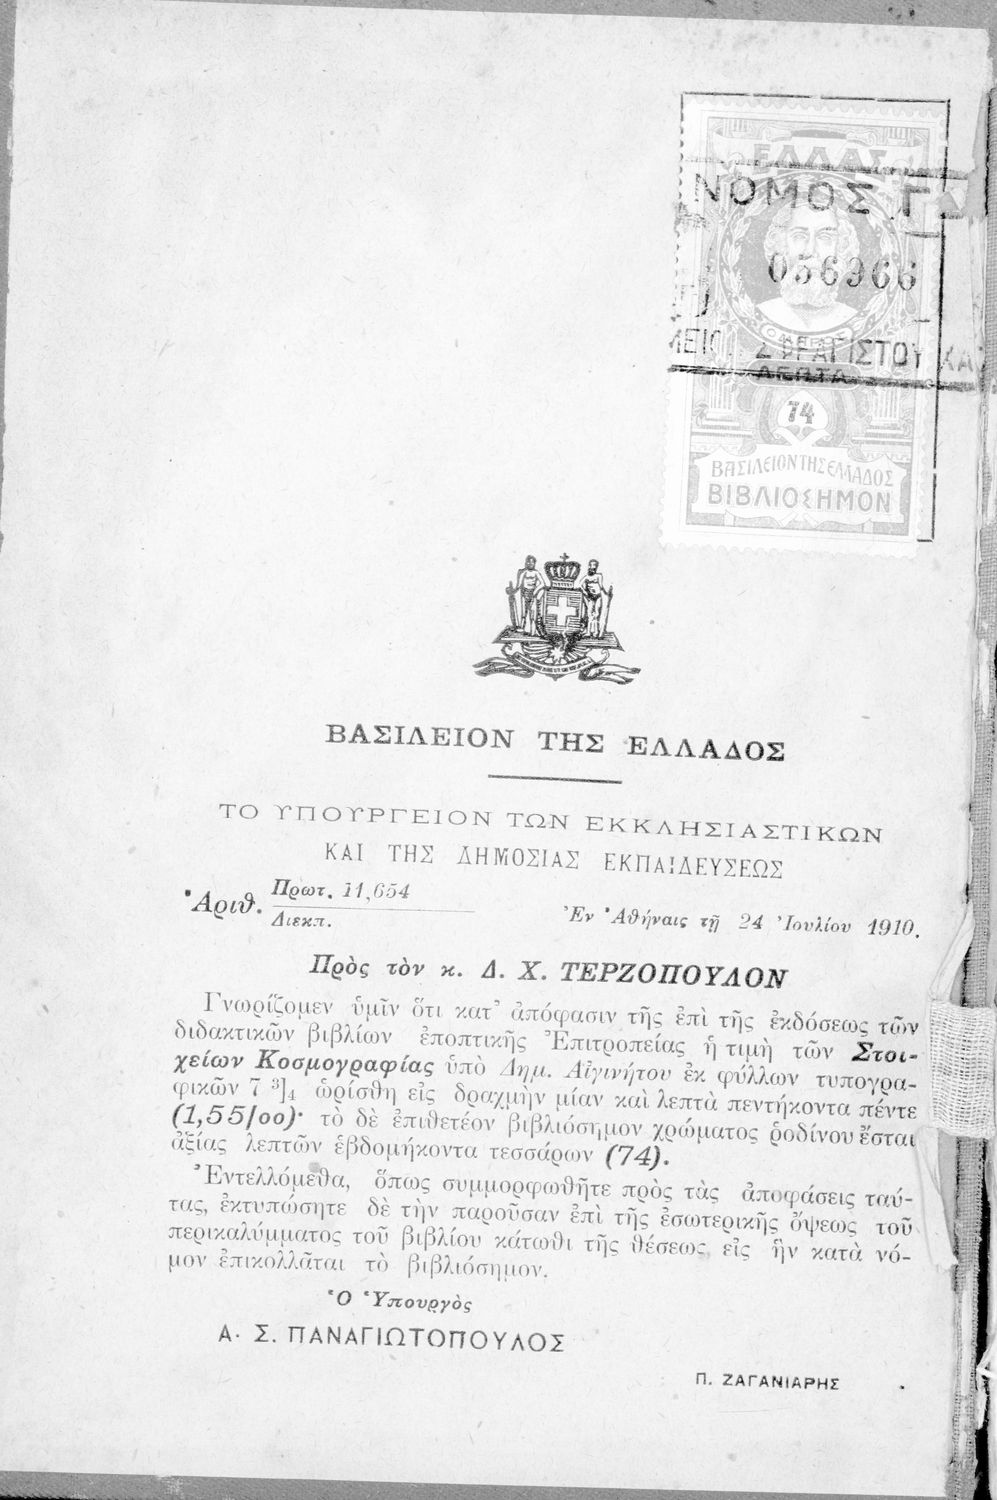 ΕΛΛΑΣ
ΝΟΜΟΣ Γ
056966
ΟΜΗΡΟΣ
ΛΕΠΤΑ
74
ΒΑΣΙΛΕΙΟΝ ΤΗΣ ΕΛΛΑΔΟΣ
ΒΙΒΛΙΟΣΗΜΟΝ
ΒΑΣΙΛΕΙΟΝ ΤΗΣ ΕΛΛΑΔΟΣ
ΤΟ ΥΠΟΥΡΓΕΙΟΝ ΤΩΝ ΕΚΚΛΗΣΙΑΣΤΙΚΩΝ
ΚΑΙ ΤΗΣ ΔΗΜΟΣΙΑΣ ΕΚΠΑΙΔΕΥΣΕΩΣ
Ἀριθ. Πρωτ. 11,654
Διεκπ.
Ἐν Ἀθήναις τῇ 24 Ἰουλίου 1910.
Πρὸς τὸν κ. Δ. Χ. ΤΕΡΖΟΠΟΥΛΟΝ
Γνωρίζομεν ὑμῖν ὅτι κατ' ἀπόφασιν τῆς ἐπὶ τῆς ἐκδόσεως τῶν
διδακτικῶν βιβλίων ἐποπτικῆς Ἐπιτροπείας ἡ τιμὴ τῶν Στοι-
χείων Κοσμογραφίας ὑπὸ Δημ. Αἰγινήτου ἐκ φύλλων τυπογρα-
φικῶν 7 3]4 ὡρίσθη εἰς δραχμὴν μίαν καὶ λεπτὰ πεντήκοντα πέντε
(1,55/οο)· τὸ δὲ ἐπιθετέον βιβλιόσημον χρώματος ῥοδίνου ἔσται
ἀξίας λεπτῶν ἑβδομήκοντα τεσσάρων (74).
Ἐντελλόμεθα, ὅπως συμμορφωθῆτε πρὸς τὰς ἀποφάσεις ταύ-
τας, ἐκτυπώσητε δὲ τὴν παροῦσαν ἐπὶ τῆς ἐσωτερικῆς ὄψεως τοῦ
περικαλύμματος τοῦ βιβλίου κάτωθι τῆς θέσεως εἰς ἣν κατὰ νό-
μον ἐπικολλᾶται τὸ βιβλιόσημον.
Ὁ Ὑπουργὸς
Α. Σ. ΠΑΝΑΓΙΩΤΟΠΟΥΛΟΣ
Π. ΖΑΓΑΝΙΑΡΗΣ